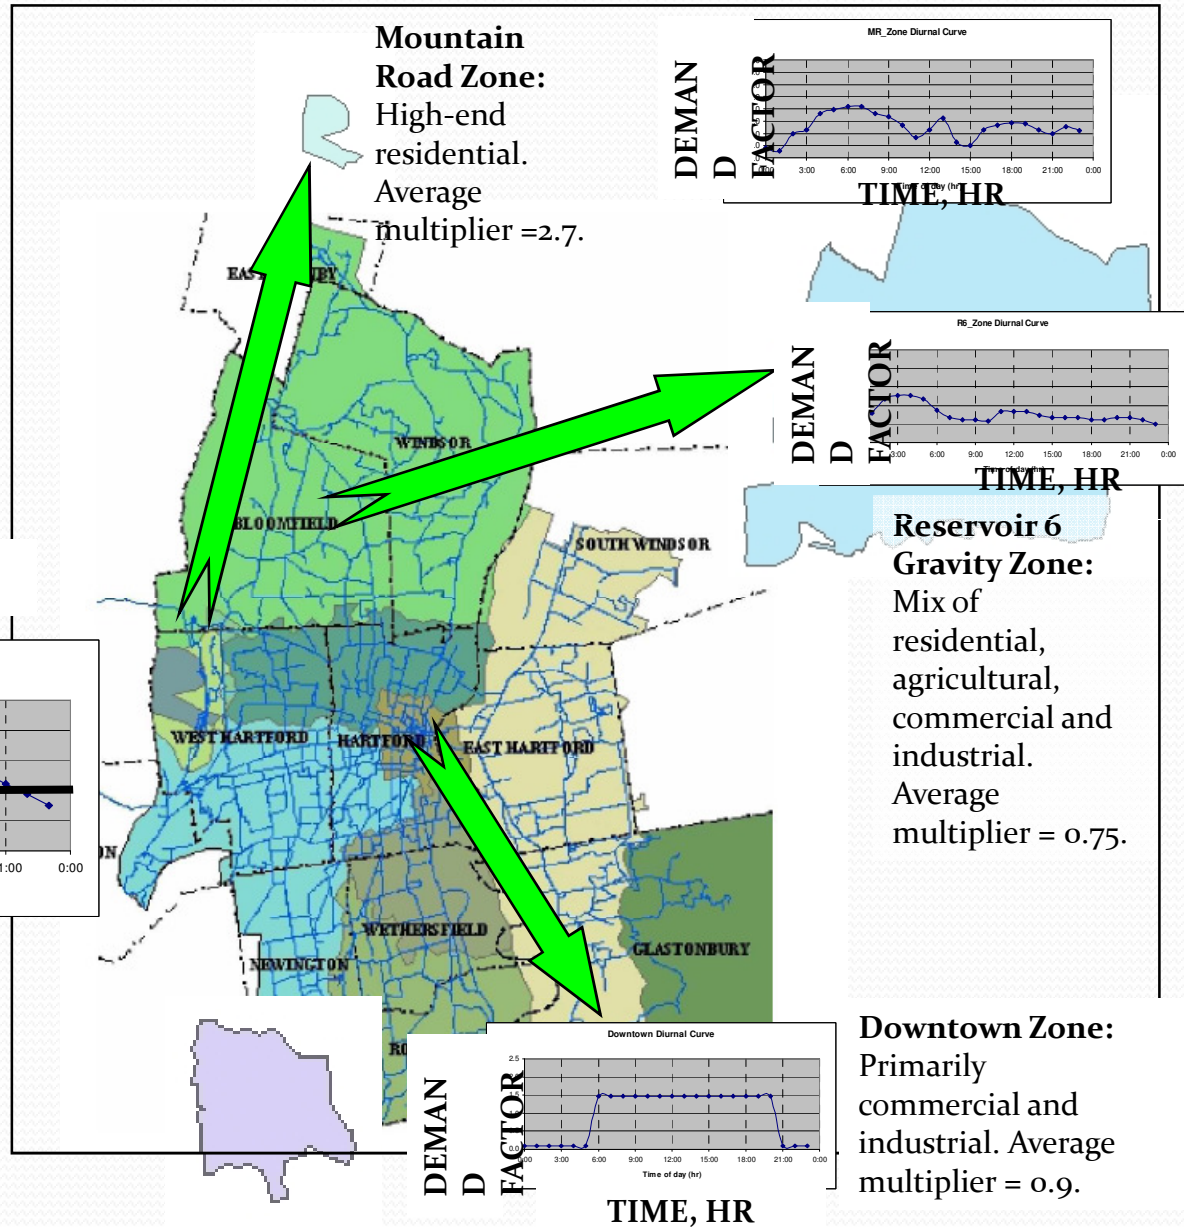 Mountain
Road Zone:
High-end
residential.
Average
multiplier =2.7.
MR_Zone Diurnal Curve
DEMAN
D
FACTOR
3:00 6:00 9:00 12:00 15:00 18:00 21:00 0:00
TIME, HR
R6_Zone Diurnal Curve
DEMAN
D
FACTOR
3:00 6:00 9:00 12:00 15:00 18:00 21:00 0:00
TIME, HR
Reservoir 6
Gravity Zone:
Mix of
residential,
agricultural,
commercial and
industrial.
Average
multiplier = 0.75.
WINDSOR
BLOOMFIELD
SOUTH WINDSOR
WEST HARTFORD
HARTFORD
EAST HARTFORD
1:00 0:00
WETHERSFIELD
NEWINGTON
GLASTONBURY
Downtown Diurnal Curve
DEMAN
D
FACTOR
2.5
0.0
3:00 6:00 9:00 12:00 15:00 18:00 21:00 0:00
Time of day (hr)
TIME, HR
Downtown Zone:
Primarily
commercial and
industrial. Average
multiplier = 0.9.